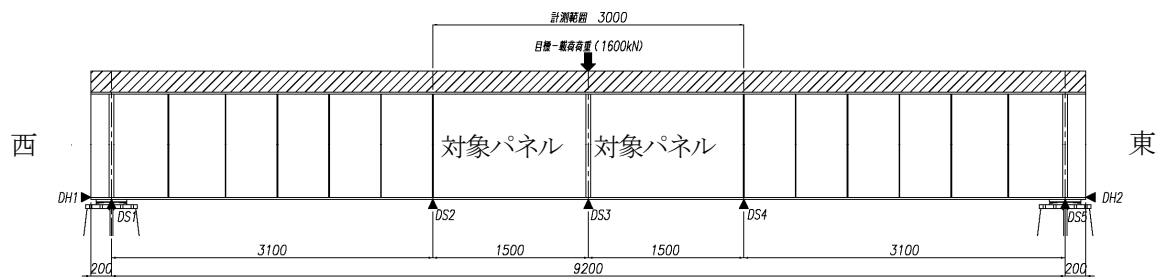 計測範囲 3000
目標一載荷荷重(1600kN)
西
対象パネル
対象パネル
東
DH1
DS1
DS2
DS3
DS4
DS5
DH2
3100
1500
1500
3100
200
9200
200